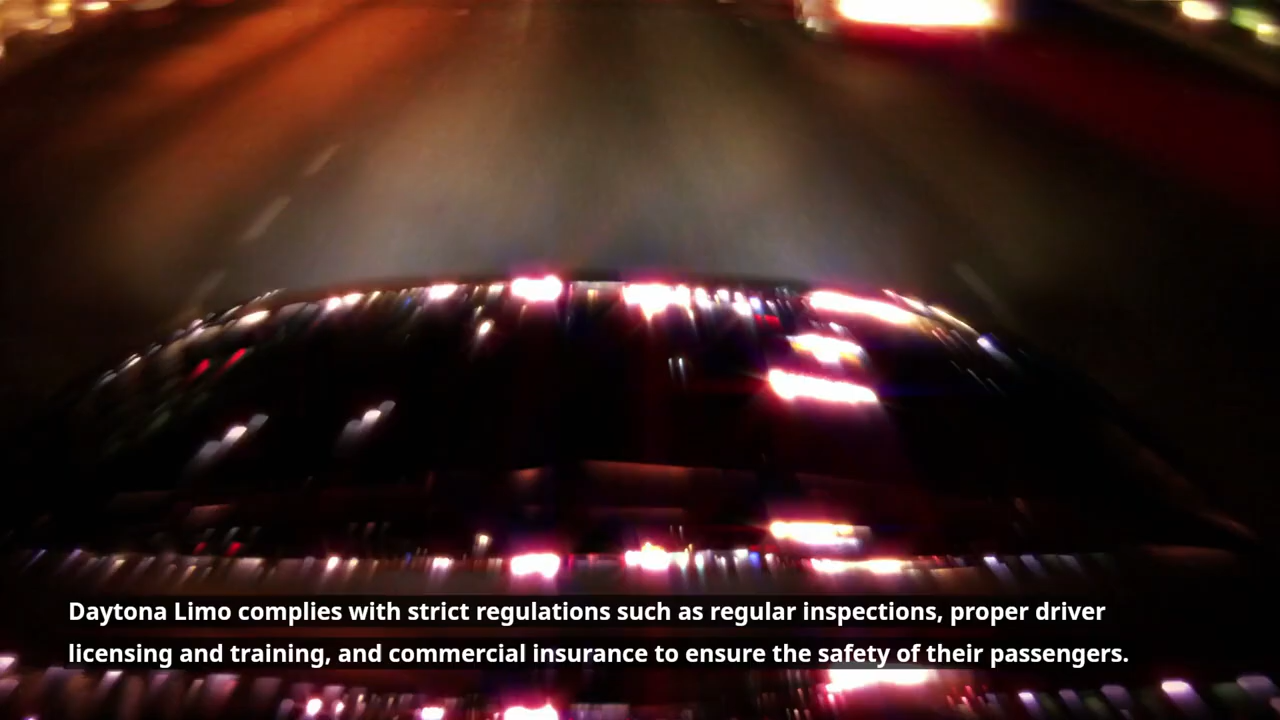 Daytona Limo complies with strict regulations such as regular inspections, proper driver
licensing and training, and commercial insurance to ensure the safety of their passengers.